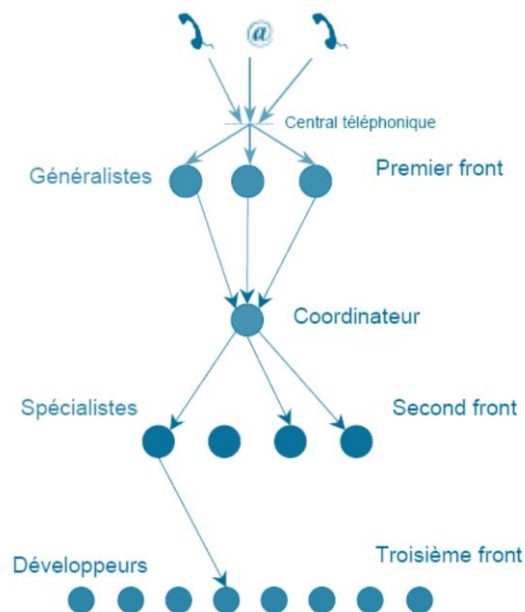 @
Central téléphonique
Généralistes
Premier front
Coordinateur
Spécialistes
Second front
Développeurs
Troisième front